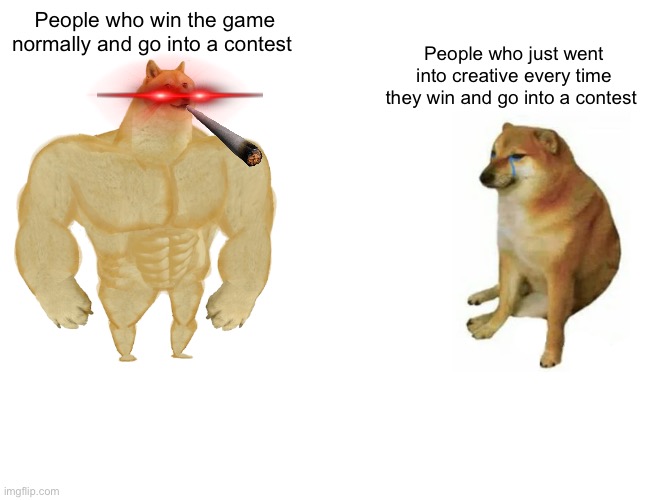 People who win the game
normally and go into a contest
People who just went
into creative every time
they win and go into a contest
imgflip.com